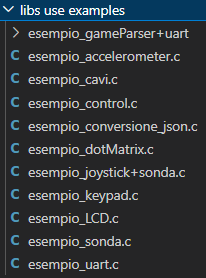 libs use examples
esempio_gameParser+uart
C esempio_accelerometer.c
C esempio_cavi.c
C esempio_control.c
C esempio_conversione_json.c
C esempio_dotMatrix.c
C esempio_joystick+sonda.c
C esempio_keypad.c
C esempio_LCD.c
C esempio_sonda.c
C esempio_uart.c